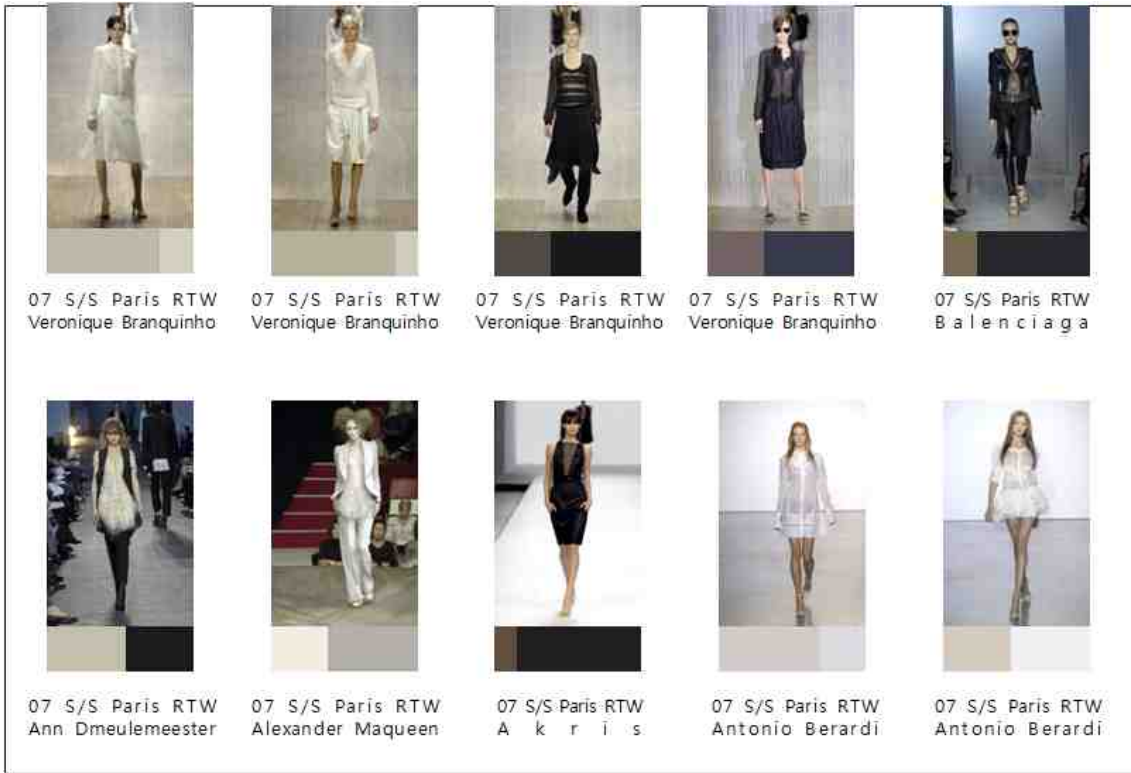 07 S/S Paris RTW
Veronique Branquinho
07 S/S Paris RTW
Veronique Branquinho
07 S/S Paris RTW
Veronique Branquinho
07 S/S Paris RTW
Veronique Branquinho
07 S/S Paris RTW
Balenciaga
07 S/S Paris RTW
Ann Dmeulemeester
07 S/S Paris RTW
Alexander Maqueen
07 S/S Paris RTW
Akris
07 S/S Paris RTW
Antonio Berardi
07 S/S Paris RTW
Antonio Berardi